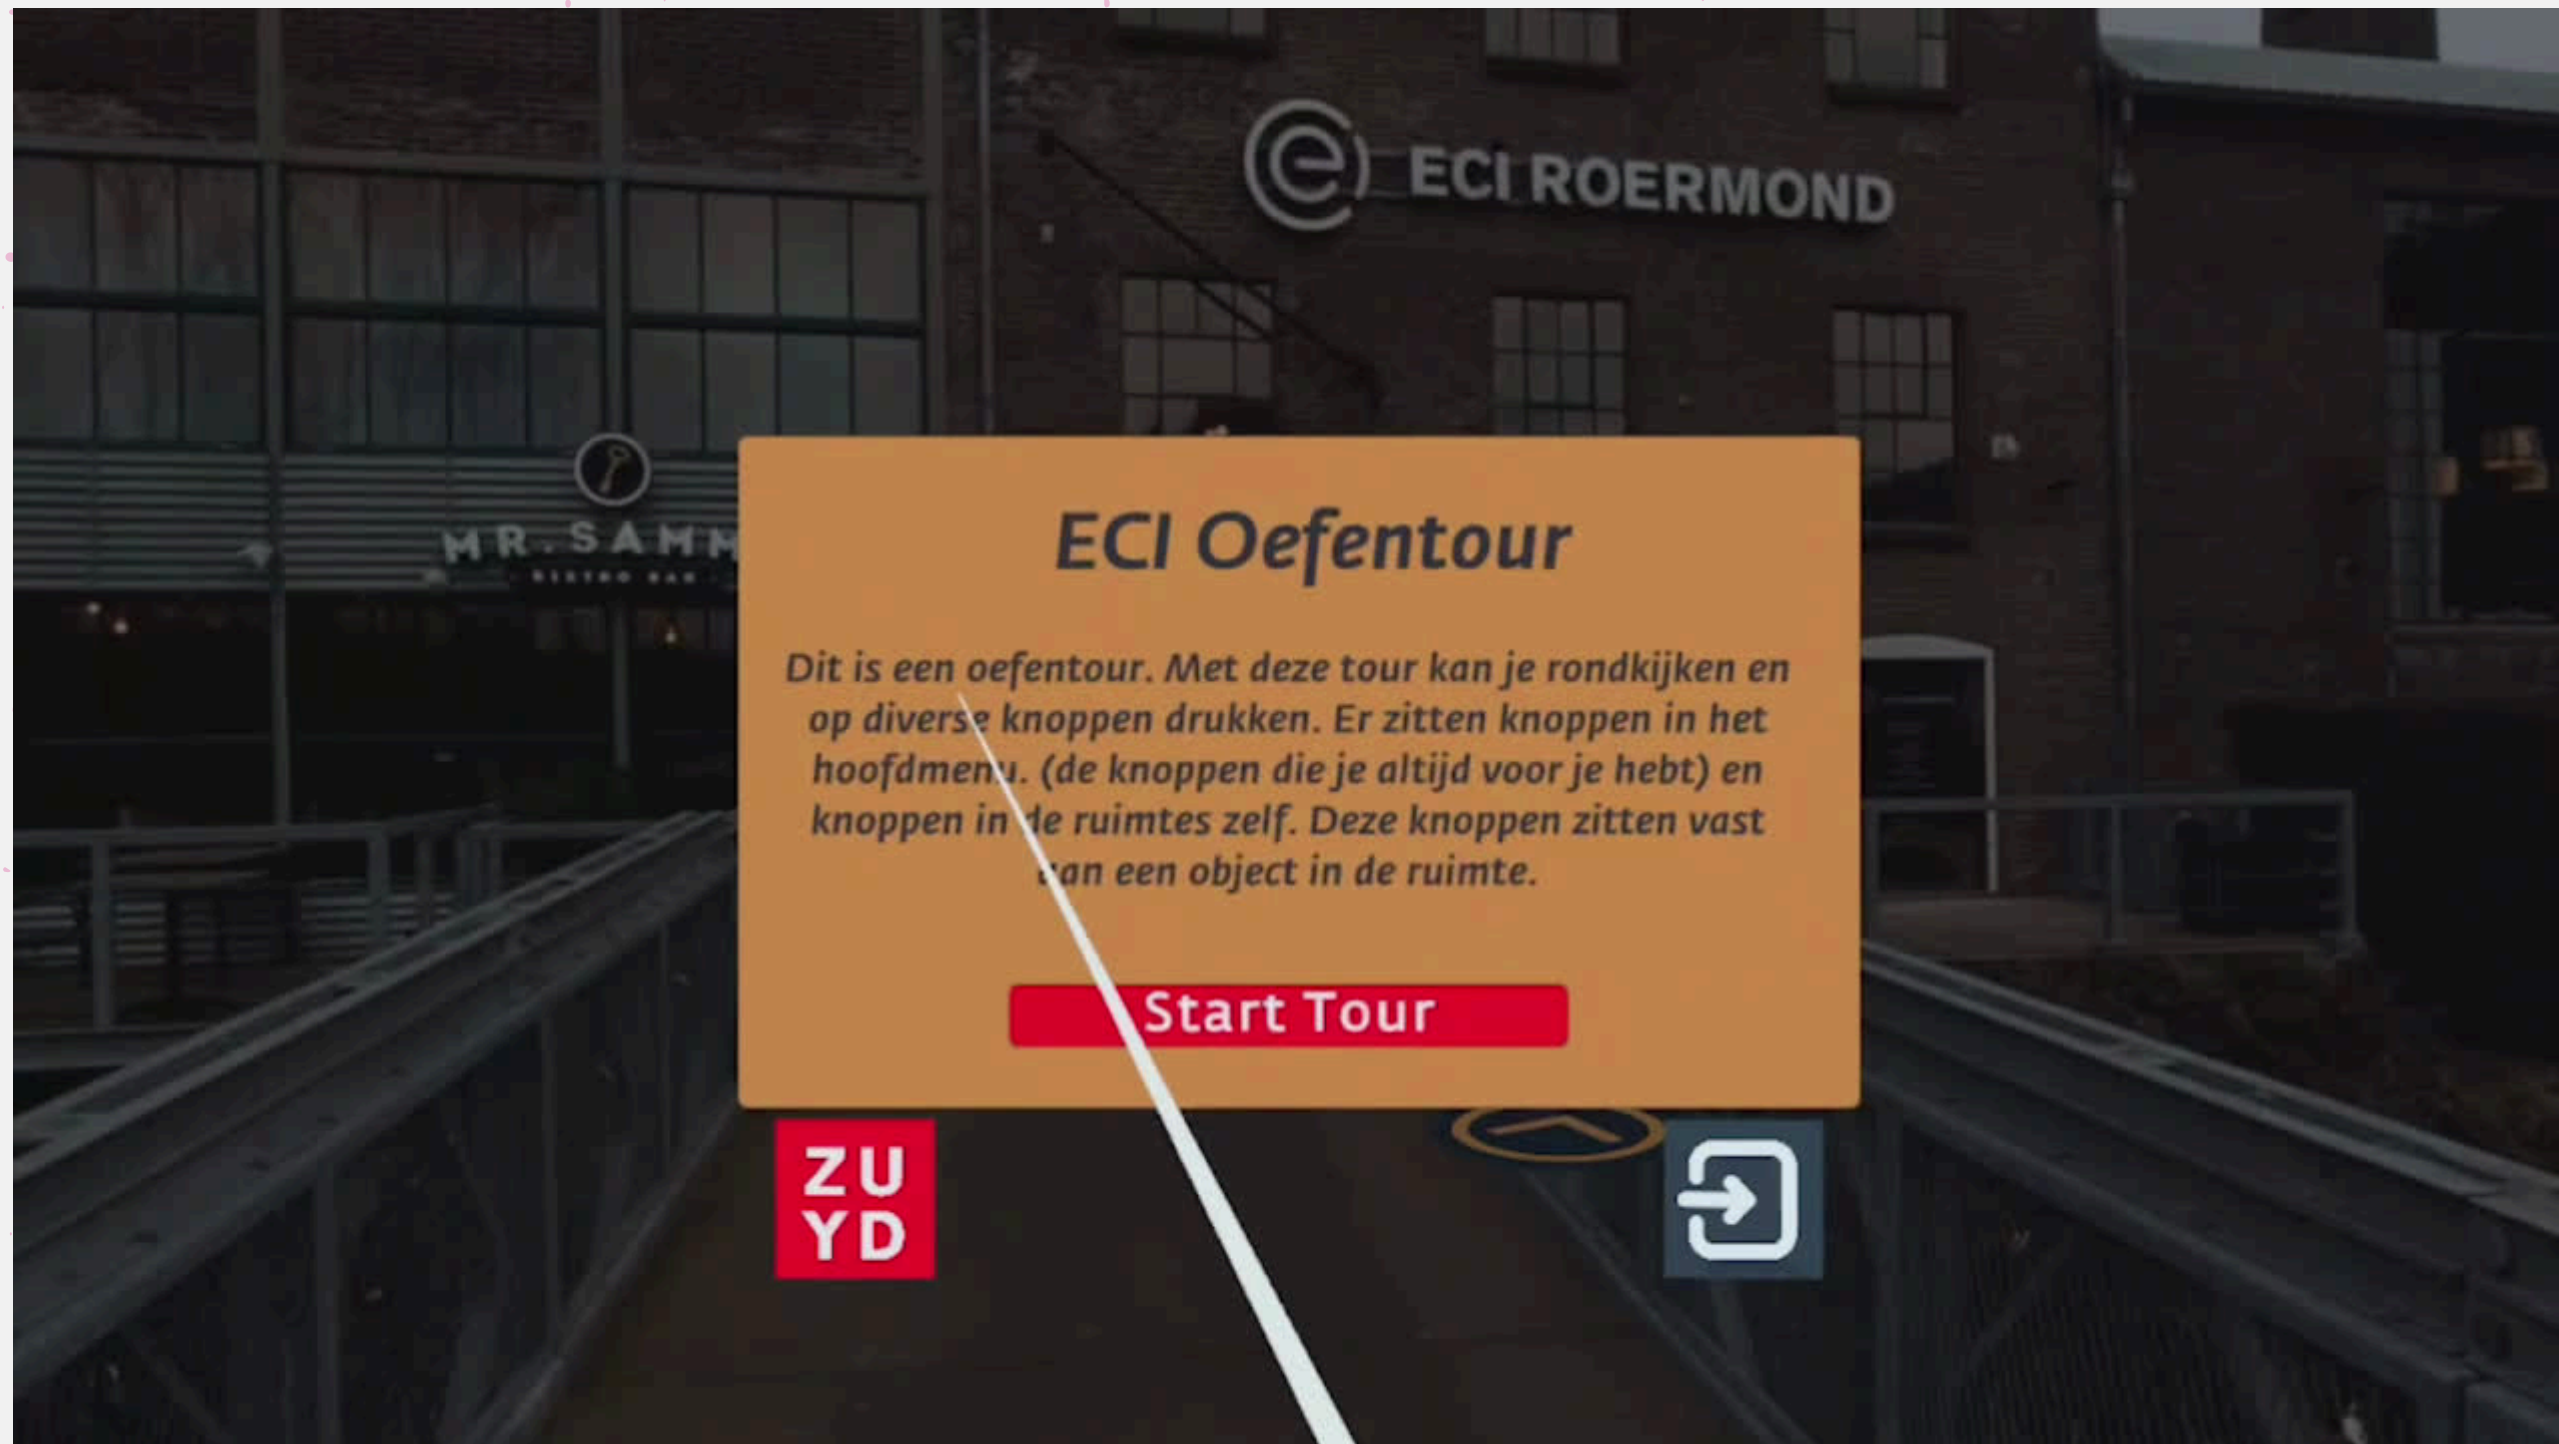 ECI ROERMOND
MR. SAMM
BISTRO BAR
ECI Oefentour
Dit is een oefentour. Met deze tour kan je rondkijken en
op diverse knoppen drukken. Er zitten knoppen in het
hoofdmenu. (de knoppen die je altijd voor je hebt) en
knoppen in de ruimtes zelf. Deze knoppen zitten vast
aan een object in de ruimte.
Start Tour
ZU
YD